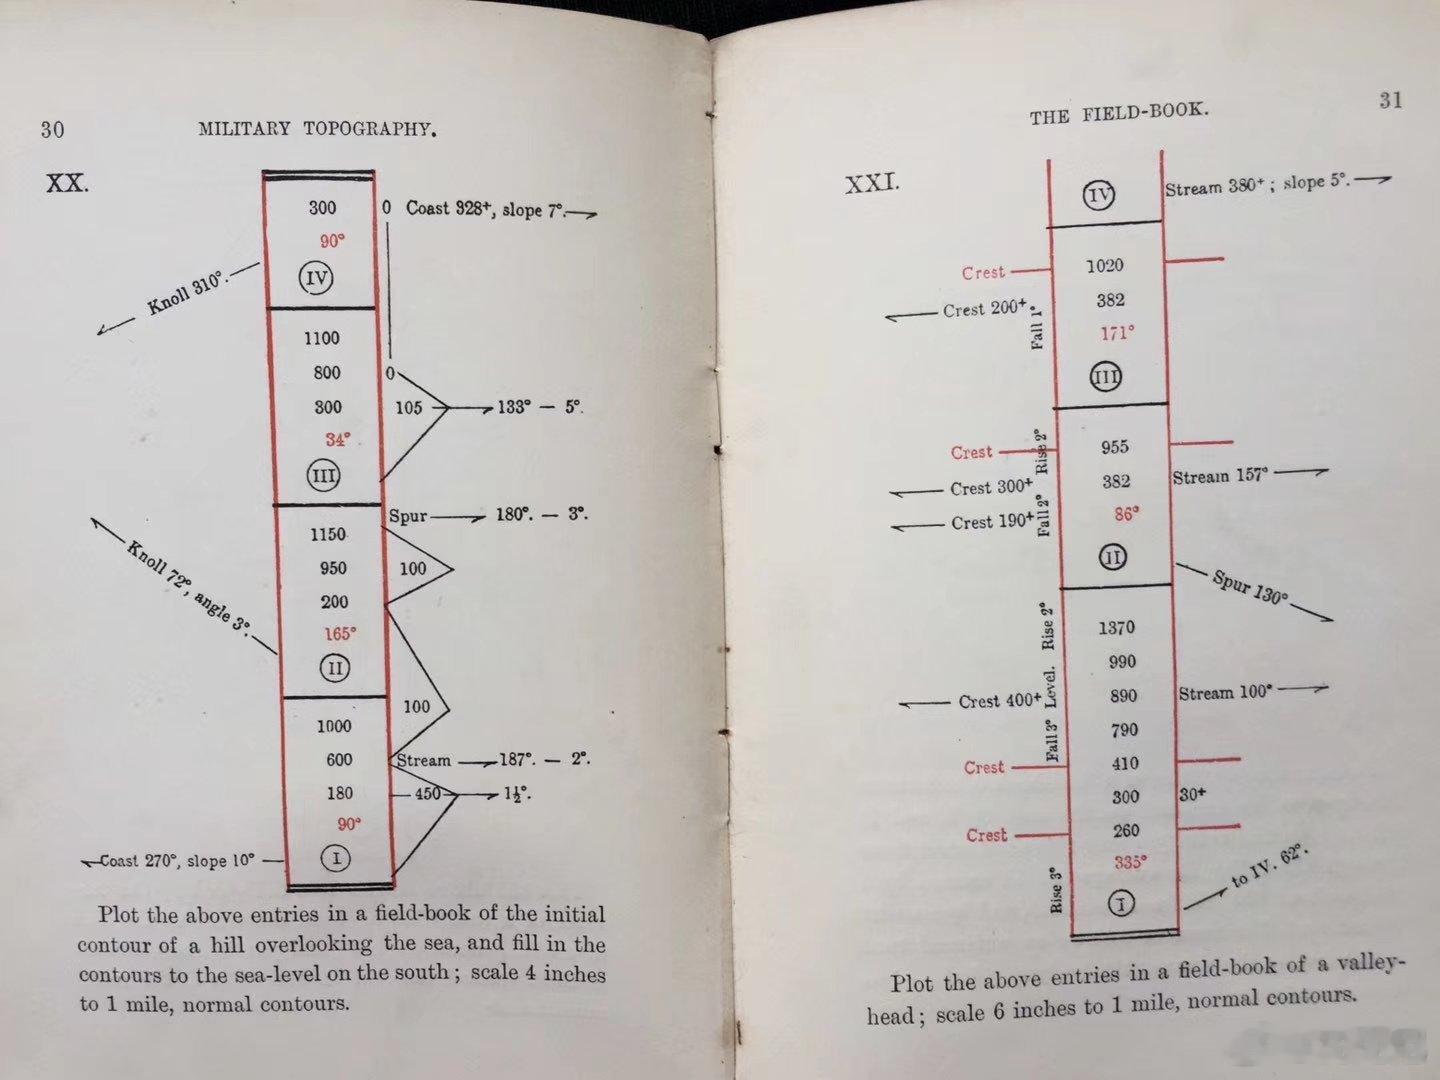 30
MILITARY TOPOGRAPHY.
XX.
300
0 Coast 328+, slope 7°.
90°
Knoll 310°.
IV
1100
800
0
300
105
133° — 5°.
34°
III
Spur
180°. — 3°.
1150
950
100
200
Knoll 72°, angle 3°.
165°
II
100
1000
600
Stream
187°. — 2°.
180
450
1½°.
90°
Coast 270°, slope 10°
I
Plot the above entries in a field-book of the initial
contour of a hill overlooking the sea, and fill in the
contours to the sea-level on the south; scale 4 inches
to 1 mile, normal contours.
THE FIELD-BOOK.
31
XXI.
IV
Stream 380+; slope 5°.
Crest
1020
Crest 200+
382
Fall 1°
171°
III
Crest
Rise 2°
955
Crest 300+
382
Stream 157°
Crest 190+
Fall 2°
86°
II
Spur 130°
Rise 2°
1370
990
Crest 400+
Level.
890
Stream 100°
790
Fall 3°
Crest
410
300
30+
Crest
260
335°
Rise 3°
I
to IV. 62°.
Plot the above entries in a field-book of a valley-
head; scale 6 inches to 1 mile, normal contours.